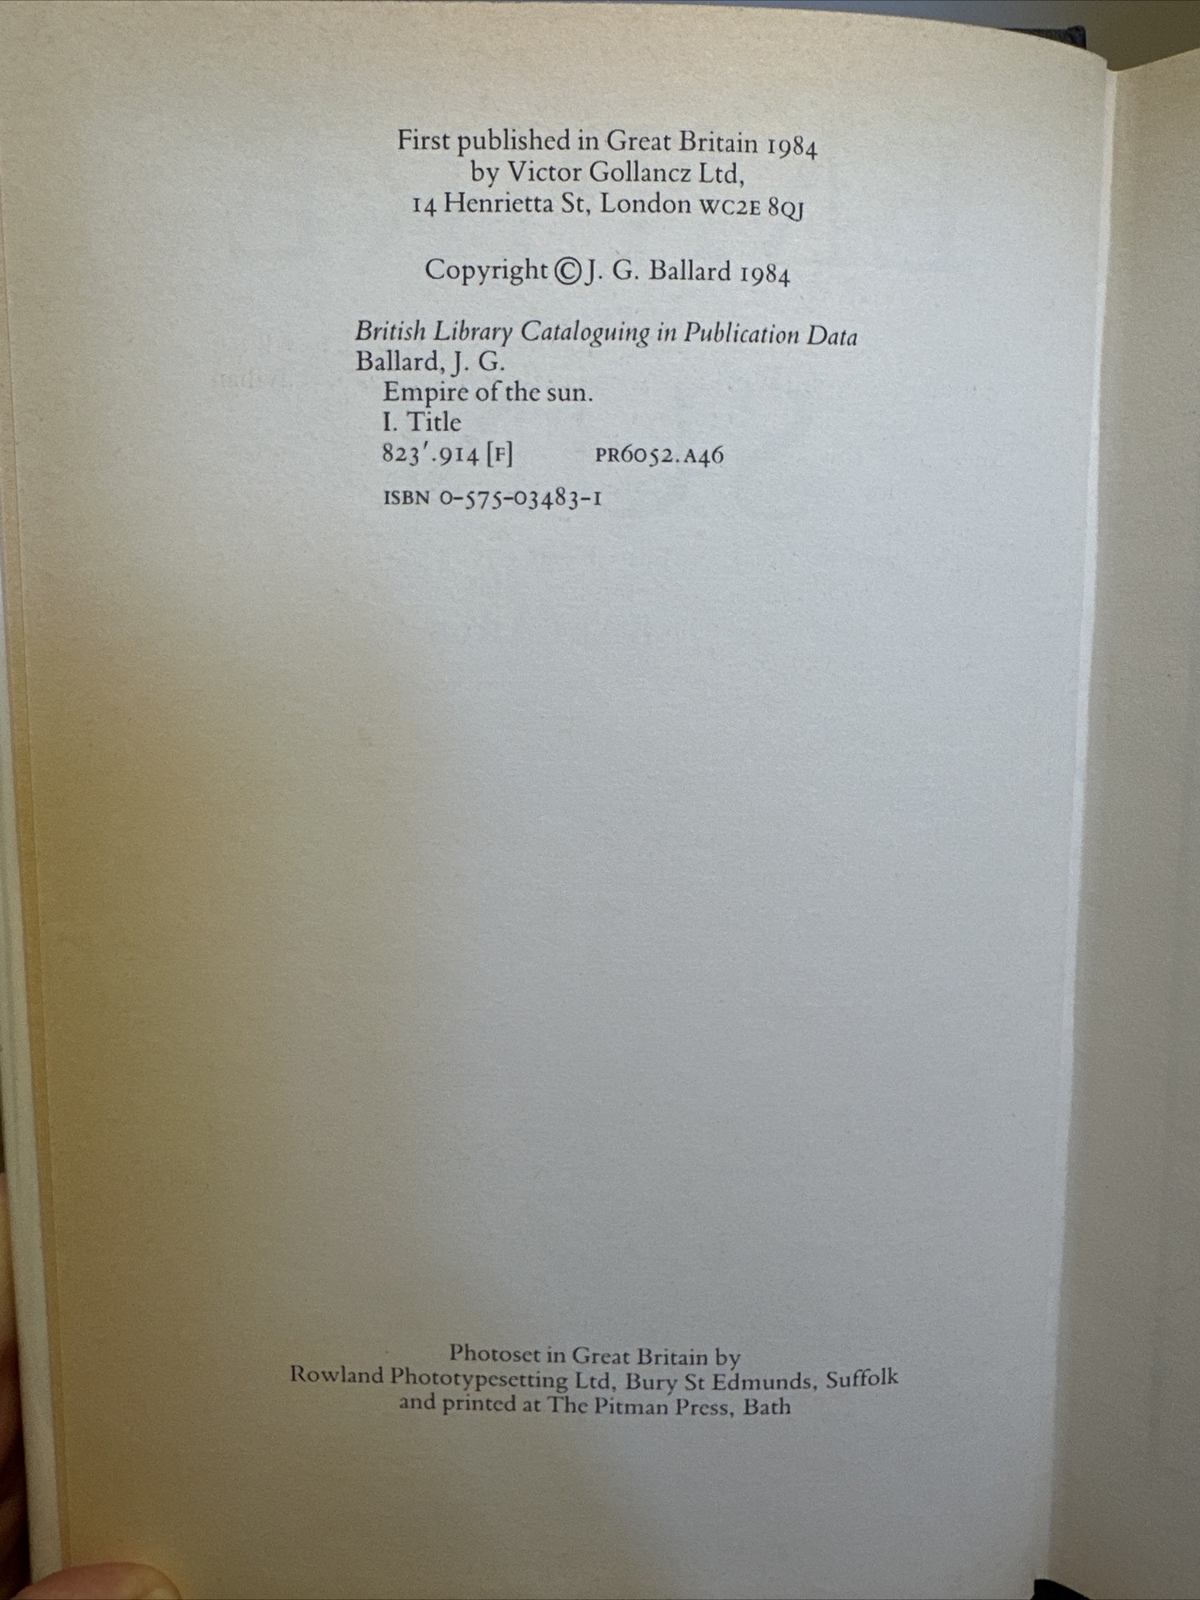 First published in Great Britain 1984
by Victor Gollancz Ltd,
14 Henrietta St, London WC2E 8QJ
Copyright © J. G. Ballard 1984
British Library Cataloguing in Publication Data
Ballard, J. G.
Empire of the sun.
I. Title
823'.914 [F] PR6052.A46
ISBN 0-575-03483-1
Photoset in Great Britain by
Rowland Phototypesetting Ltd, Bury St Edmunds, Suffolk
and printed at The Pitman Press, Bath